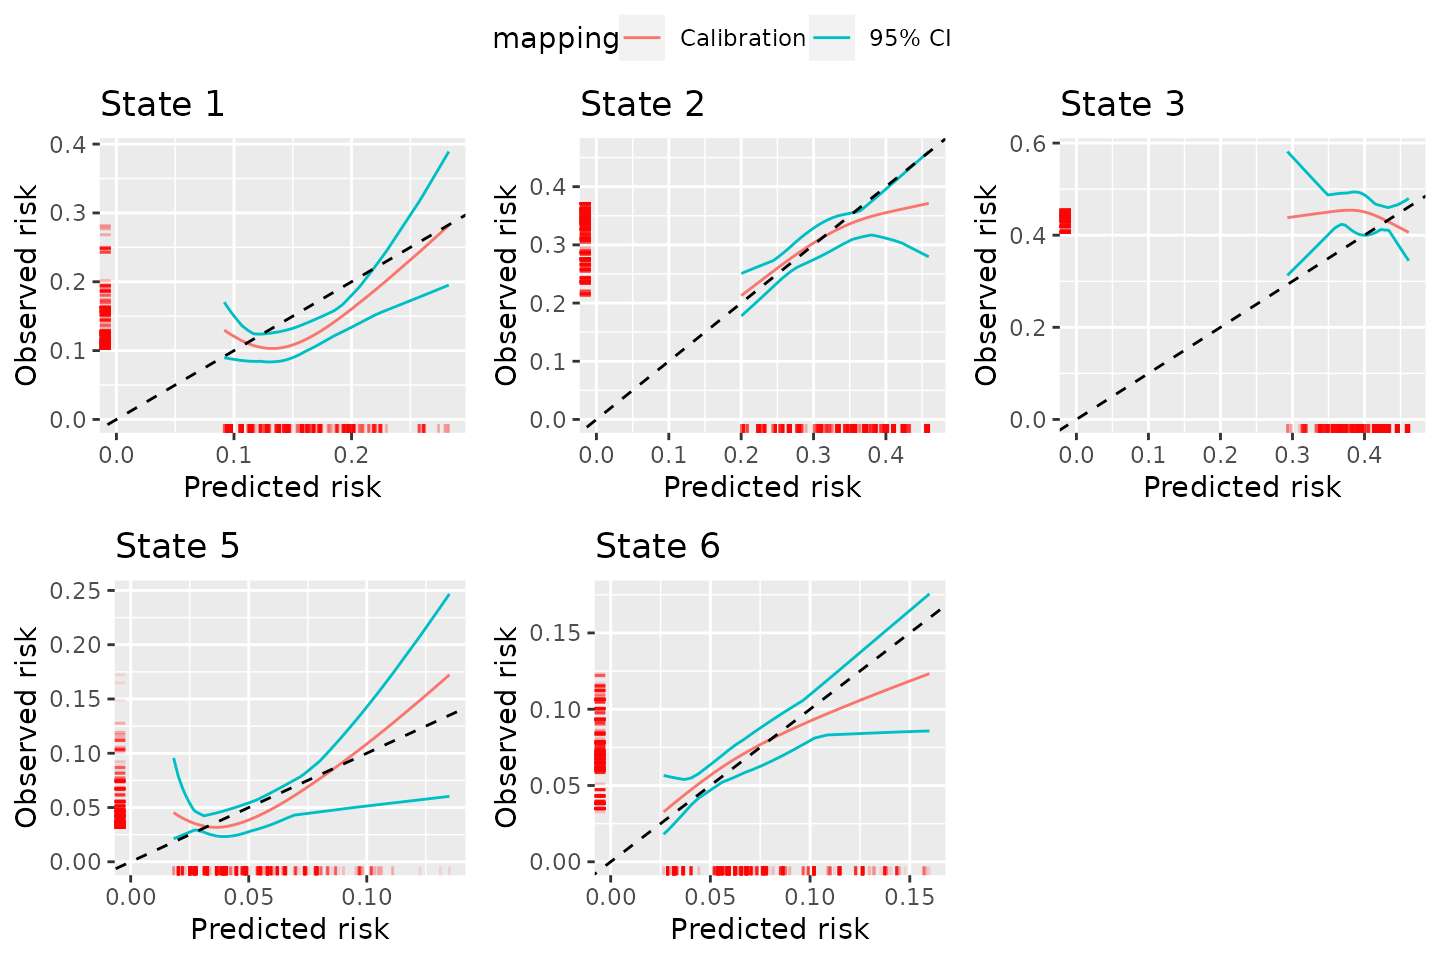 mapping Calibration 95% CI
State 1
State 2
State 3
Observed risk
0.4
0.3
0.2
0.1
0.0
0.0 0.1 0.2
Predicted risk
Observed risk
0.4
0.3
0.2
0.1
0.0
0.0 0.1 0.2 0.3 0.4
Predicted risk
Observed risk
0.6
0.4
0.2
0.0
0.0 0.1 0.2 0.3 0.4
Predicted risk
State 5
State 6
Observed risk
0.25
0.20
0.15
0.10
0.05
0.00
0.00 0.05 0.10
Predicted risk
Observed risk
0.15
0.10
0.05
0.00
0.00 0.05 0.10 0.15
Predicted risk